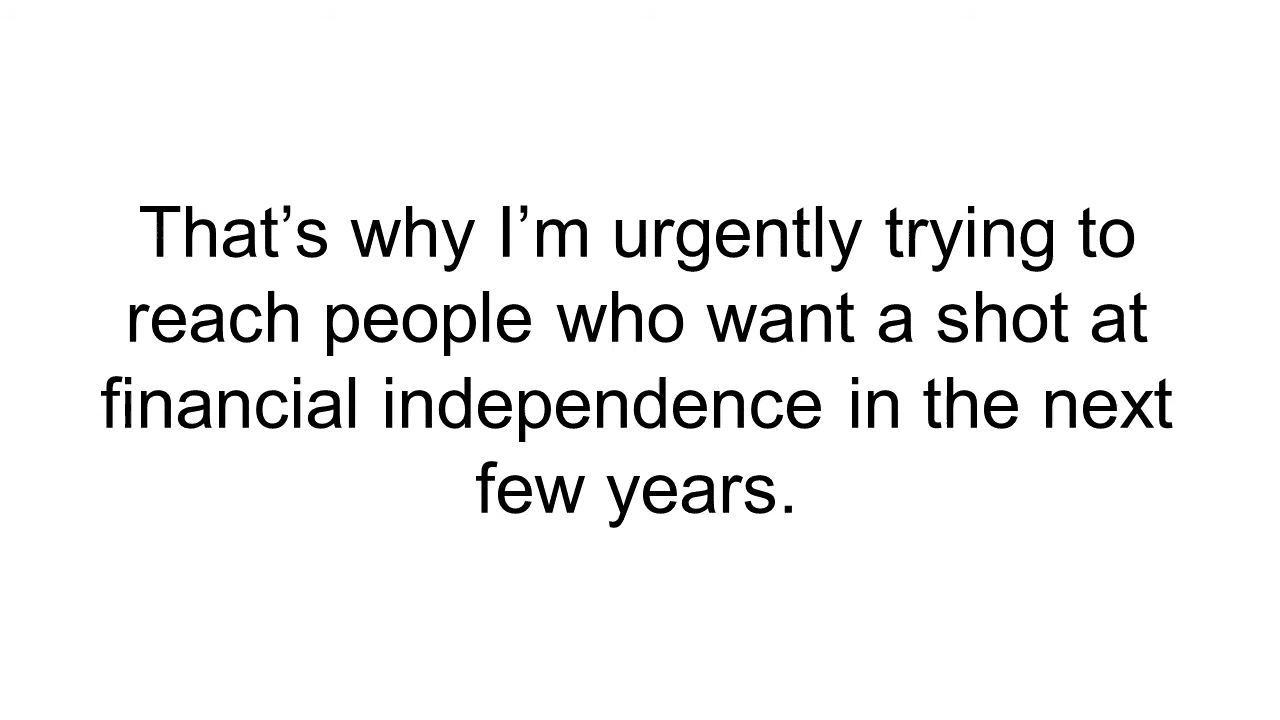 That’s why I’m urgently trying to
reach people who want a shot at
financial independence in the next
few years.